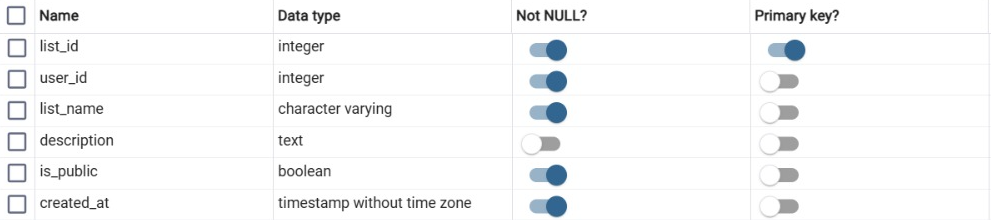 Name Data type Not NULL? Primary key?
list_id integer
user_id integer
list_name character varying
description text
is_public boolean
created_at timestamp without time zone